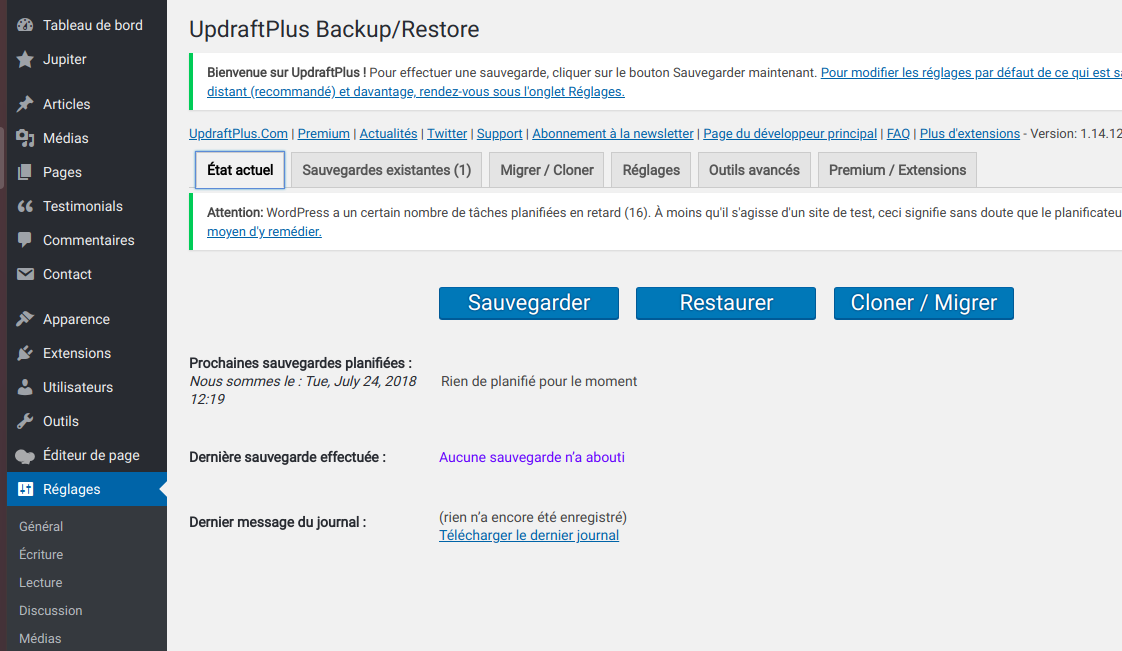 Tableau de bord
Jupiter
Articles
Médias
Pages
Testimonials
Commentaires
Contact
Apparence
Extensions
Utilisateurs
Outils
Éditeur de page
Réglages
Général
Écriture
Lecture
Discussion
Médias
UpdraftPlus Backup/Restore
Bienvenue sur UpdraftPlus ! Pour effectuer une sauvegarde, cliquer sur le bouton Sauvegarder maintenant. Pour modifier les réglages par défaut de ce qui est
distant (recommandé) et davantage, rendez-vous sous l'onglet Réglages.
UpdraftPlus.Com | Premium | Actualités | Twitter | Support | Abonnement à la newsletter | Page du développeur principal | FAQ | Plus d'extensions - Version: 1.14.12
État actuel Sauvegardes existantes (1) Migrer / Cloner Réglages Outils avancés Premium / Extensions
Attention: WordPress a un certain nombre de tâches planifiées en retard (16). À moins qu'il s'agisse d'un site de test, ceci signifie sans doute que le planificateu
moyen d'y remédier.
Sauvegarder Restaurer Cloner / Migrer
Prochaines sauvegardes planifiées :
Nous sommes le : Tue, July 24, 2018 Rien de planifié pour le moment
12:19
Dernière sauvegarde effectuée : Aucune sauvegarde n’a abouti
Dernier message du journal : (rien n’a encore été enregistré)
Télécharger le dernier journal